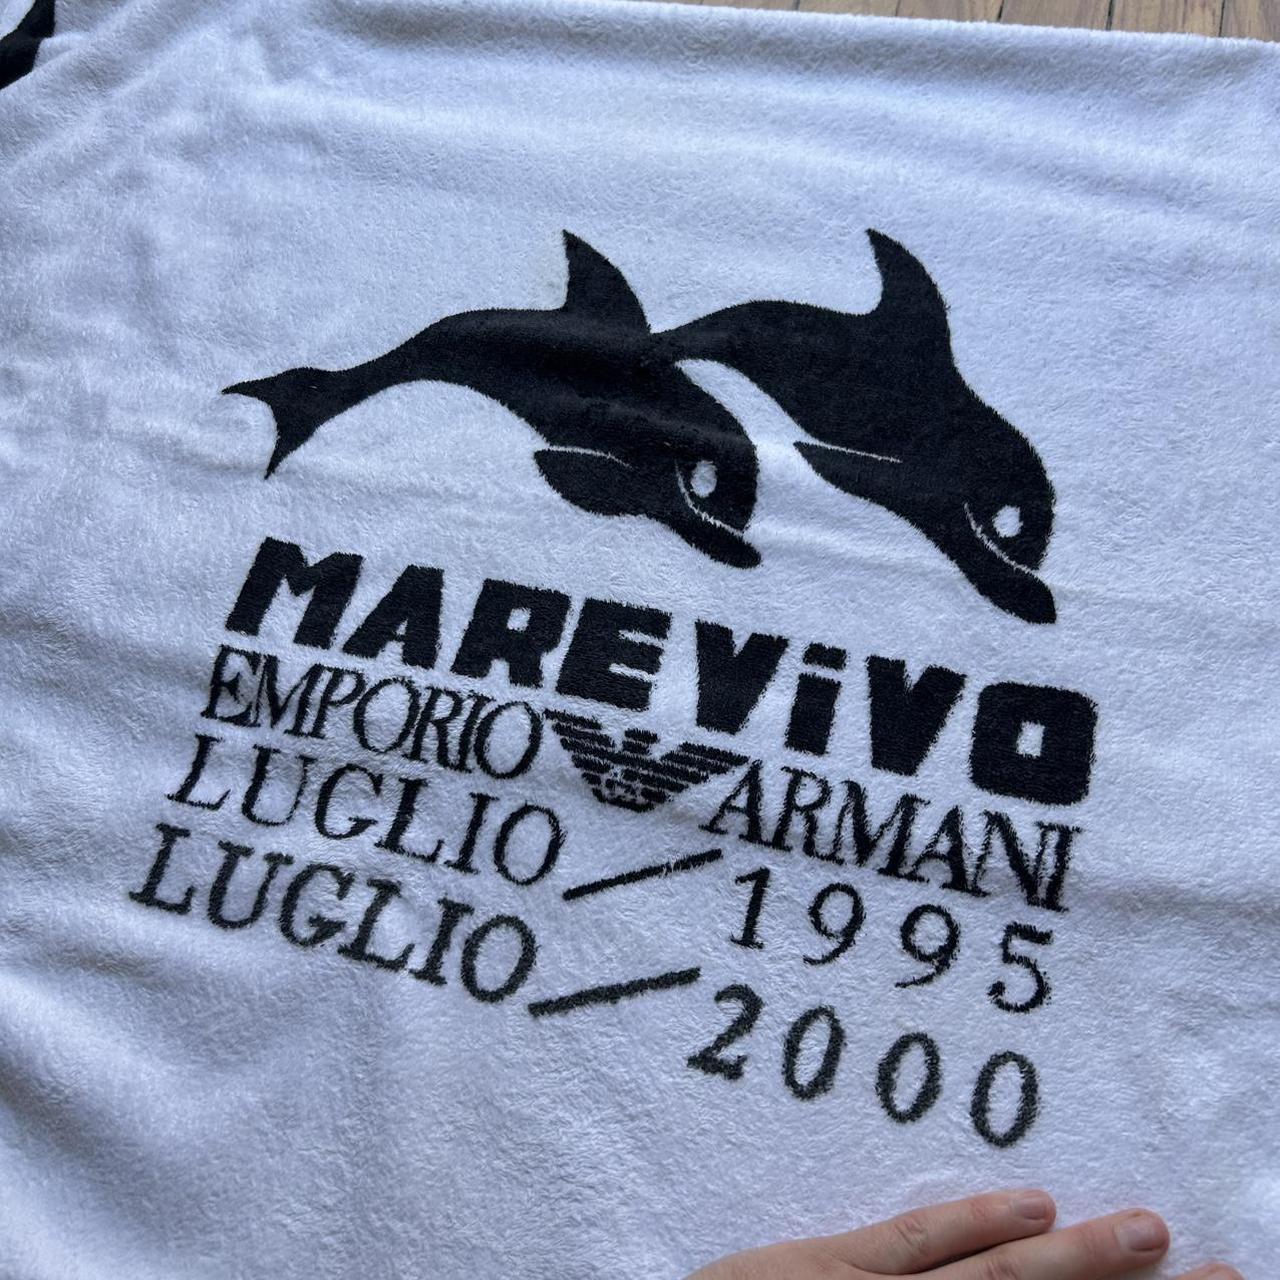 MAREViVO
EMPORIO ARMANI
LUGLIO / 1995
LUGLIO / 2000